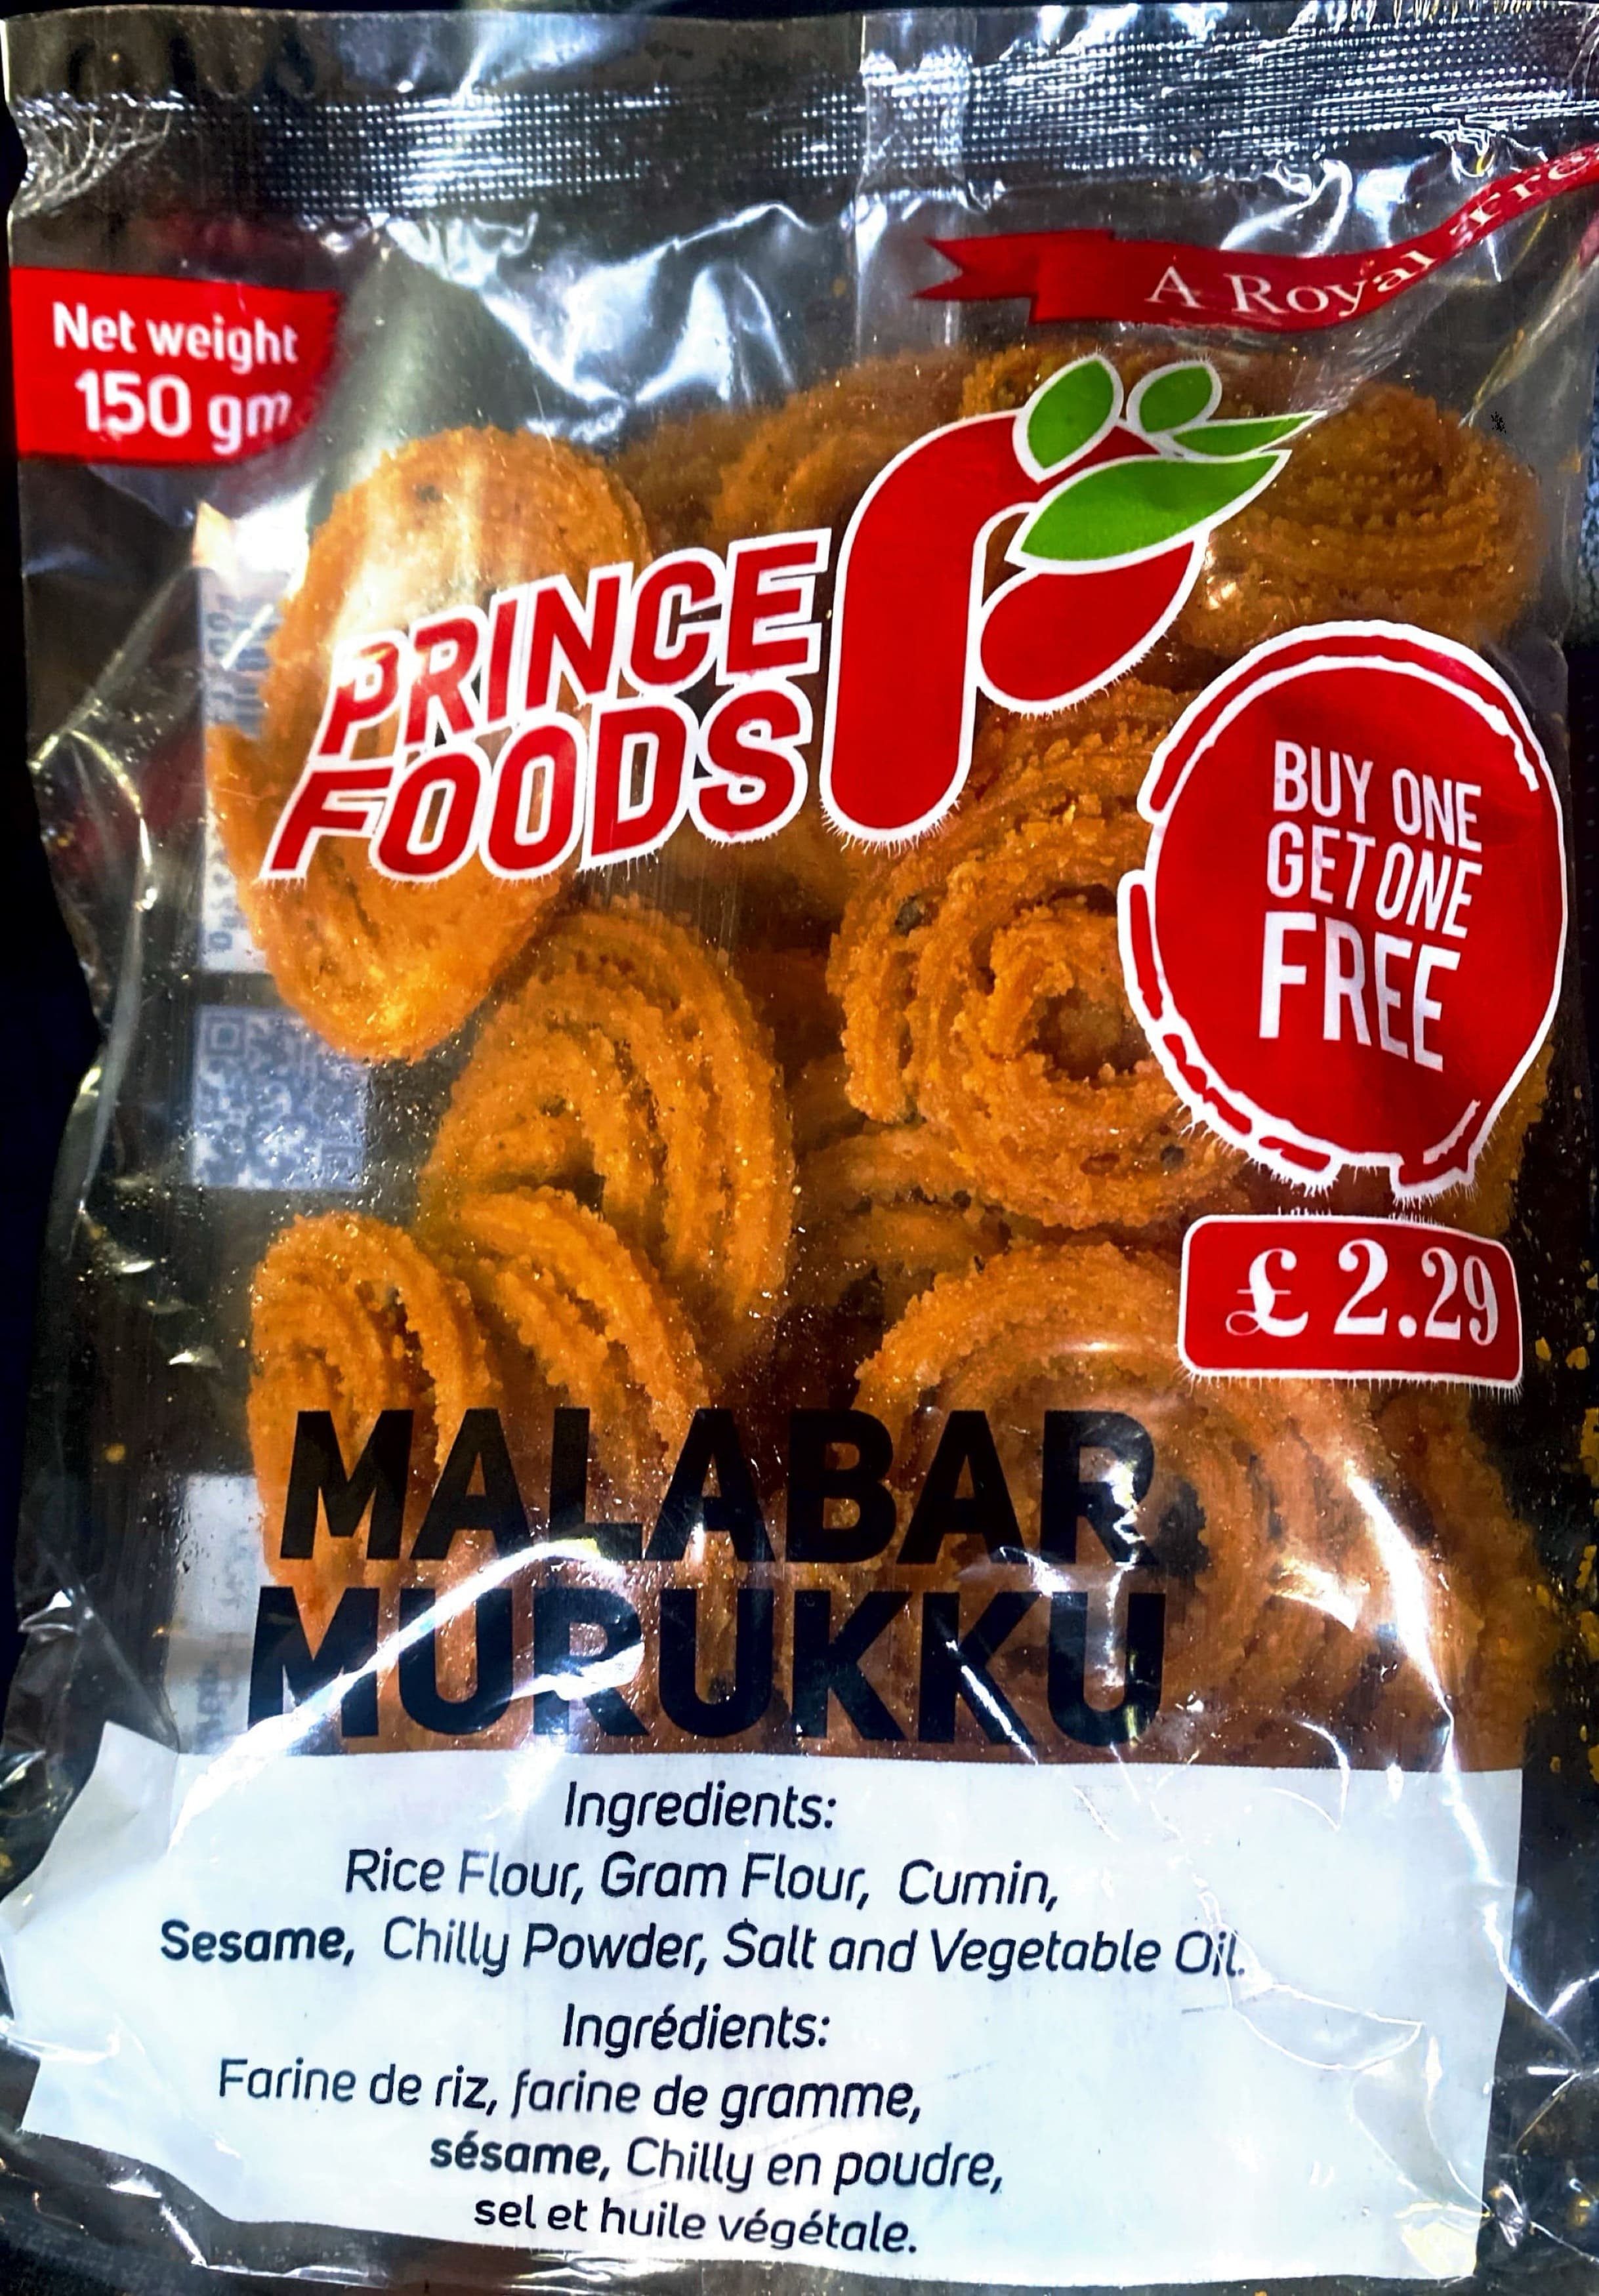 A Royal
Net weight
150 gm
PRINCE
FOODS
BUY ONE
GET ONE
FREE
£ 2.29
MALABAR
MURUKKU
Ingredients:
Rice Flour, Gram Flour, Cumin,
Sesame, Chilly Powder, Salt and Vegetable Oil.
Ingrédients:
Farine de riz, farine de gramme,
sésame, Chilly en poudre,
sel et huile végétale.